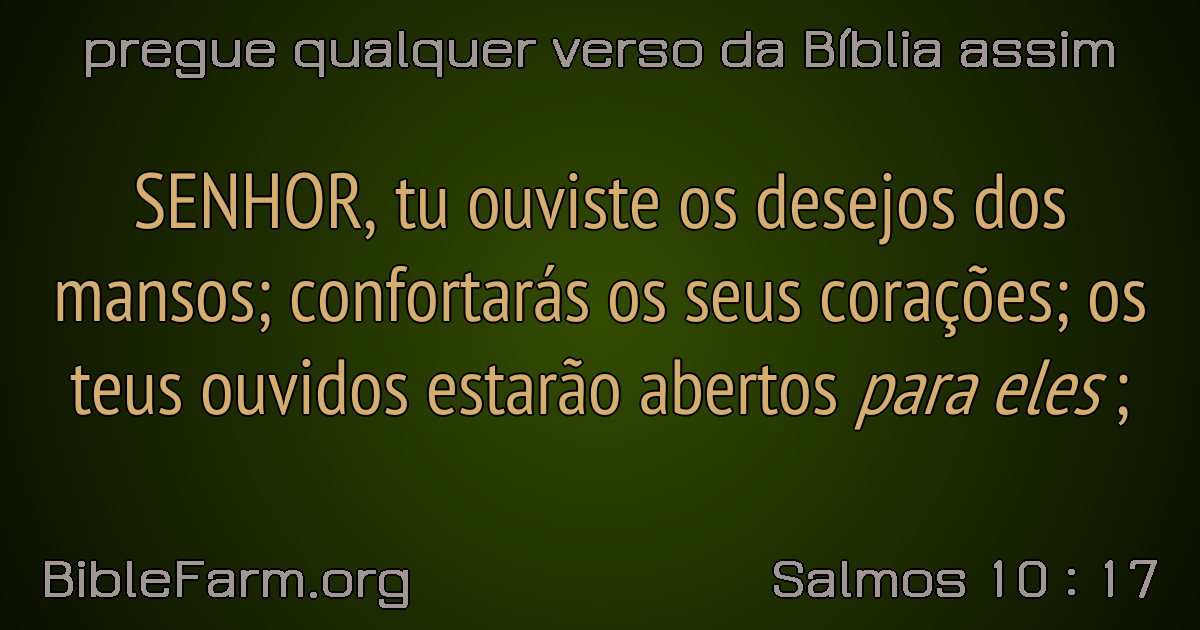 pregue qualquer verso da Bíblia assim
SENHOR, tu ouviste os desejos dos
mansos; confortarás os seus corações; os
teus ouvidos estarão abertos para eles ;
BibleFarm.org
Salmos 10 : 17